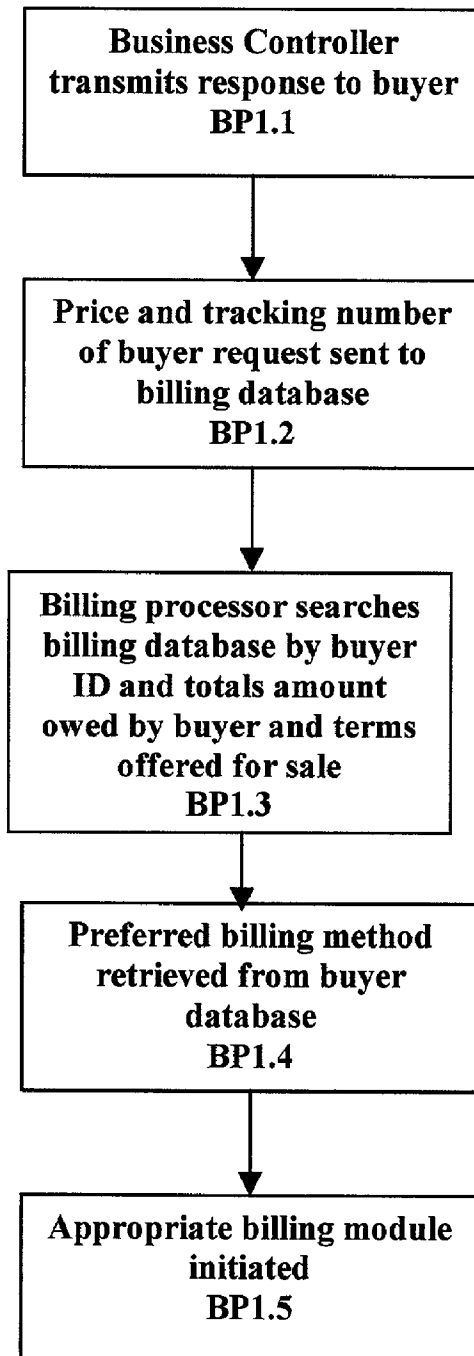 Business Controller
transmits response to buyer
BP1.1
Price and tracking number
of buyer request sent to
billing database
BP1.2
Billing processor searches
billing database by buyer
ID and totals amount
owed by buyer and terms
offered for sale
BP1.3
Preferred billing method
retrieved from buyer
database
BP1.4
Appropriate billing module
initiated
BP1.5